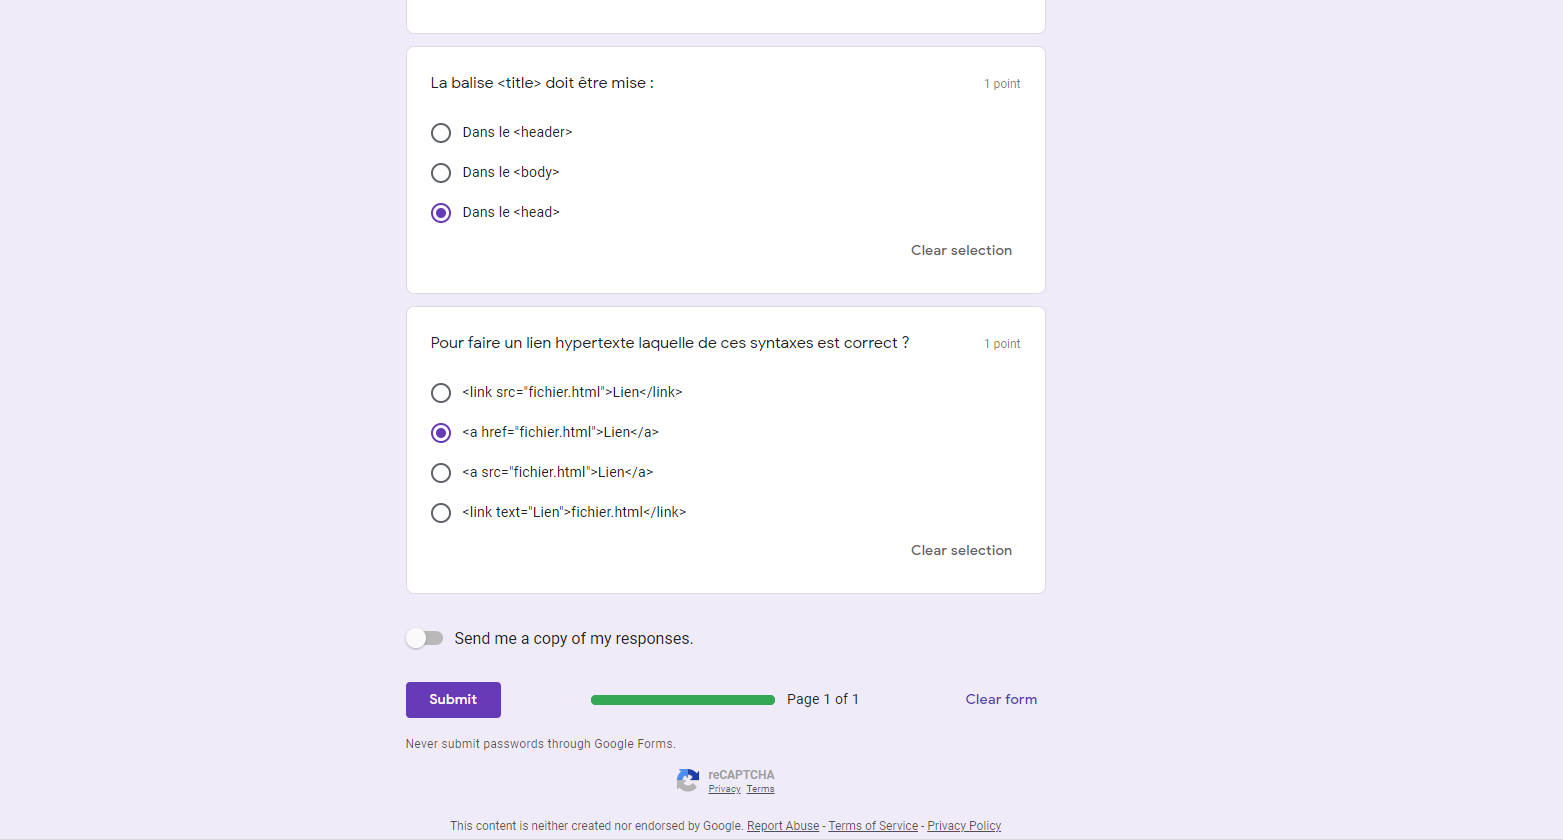 La balise <title> doit être mise :
1 point
Dans le <header>
Dans le <body>
Dans le <head>
Clear selection
Pour faire un lien hypertexte laquelle de ces syntaxes est correct ?
1 point
<link src="fichier.html">Lien</link>
<a href="fichier.html">Lien</a>
<a src="fichier.html">Lien</a>
<link text="Lien">fichier.html</link>
Clear selection
Send me a copy of my responses.
Submit
Page 1 of 1
Clear form
Never submit passwords through Google Forms.
reCAPTCHA
Privacy Terms
This content is neither created nor endorsed by Google. Report Abuse - Terms of Service - Privacy Policy